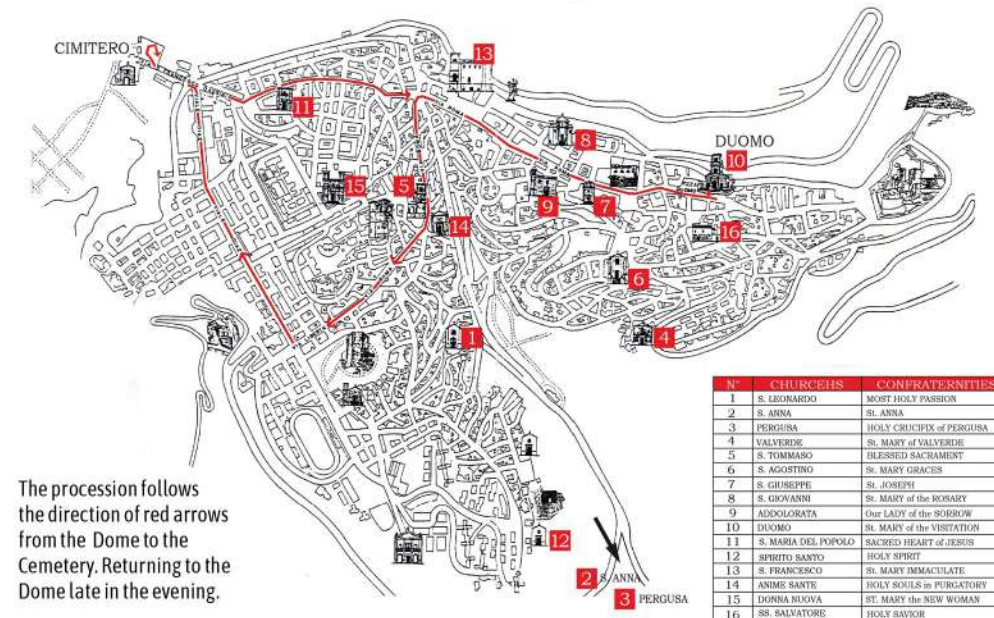 CIMITERO
13
11
8
DUOMO
10
15
5
9
7
14
16
6
1
4
The procession follows
the direction of red arrows
from the Dome to the
Cemetery. Returning to the
Dome late in the evening.
12
2 S. ANNA
3 PERGUSA
N° CHURCEHS CONFRATERNITIES
1 S. LEONARDO MOST HOLY PASSION
2 S. ANNA St. ANNA
3 PERGUSA HOLY CRUCIFIX of PERGUSA
4 VALVERDE St. MARY of VALVERDE
5 S. TOMMASO BLESSED SACRAMENT
6 S. AGOSTINO St. MARY GRACES
7 S. GIUSEPPE St. JOSEPH
8 S. GIOVANNI St. MARY of the ROSARY
9 ADDOLORATA Our LADY of the SORROW
10 DUOMO St. MARY of the VISITATION
11 S. MARIA DEL POPOLO SACRED HEART of JESUS
12 SPIRITO SANTO HOLY SPIRIT
13 S. FRANCESCO St. MARY IMMACULATE
14 ANIME SANTE HOLY SOULS in PURGATORY
15 DONNA NUOVA ST. MARY the NEW WOMAN
16 SS. SALVATORE HOLY SAVIOR